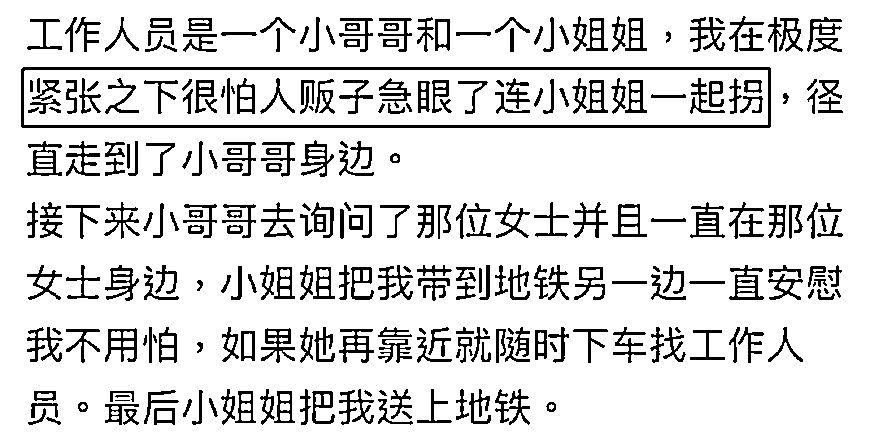 工作人员是一个小哥哥和一个小姐姐，我在极度
紧张之下很怕人贩子急眼了连小姐姐一起拐，径
直走到了小哥哥身边。
接下来小哥哥去询问了那位女士并且一直在那位
女士身边，小姐姐把我带到地铁另一边一直安慰
我不用怕，如果她再靠近就随时下车找工作人
员。最后小姐姐把我送上地铁。